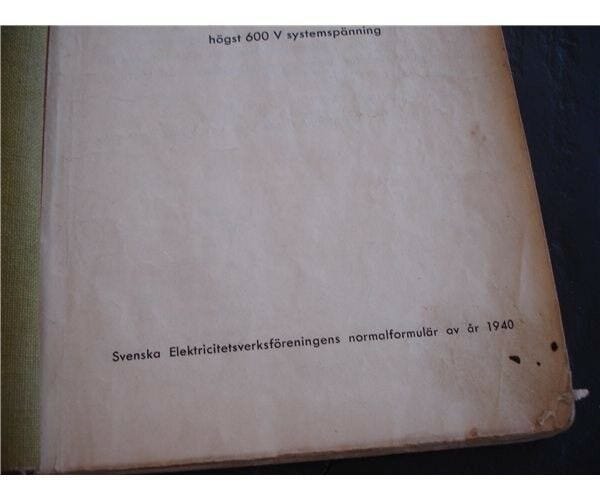 högst 600 V systemspänning
Svenska Elektricitetsverksföreningens normalformulär av år 1940